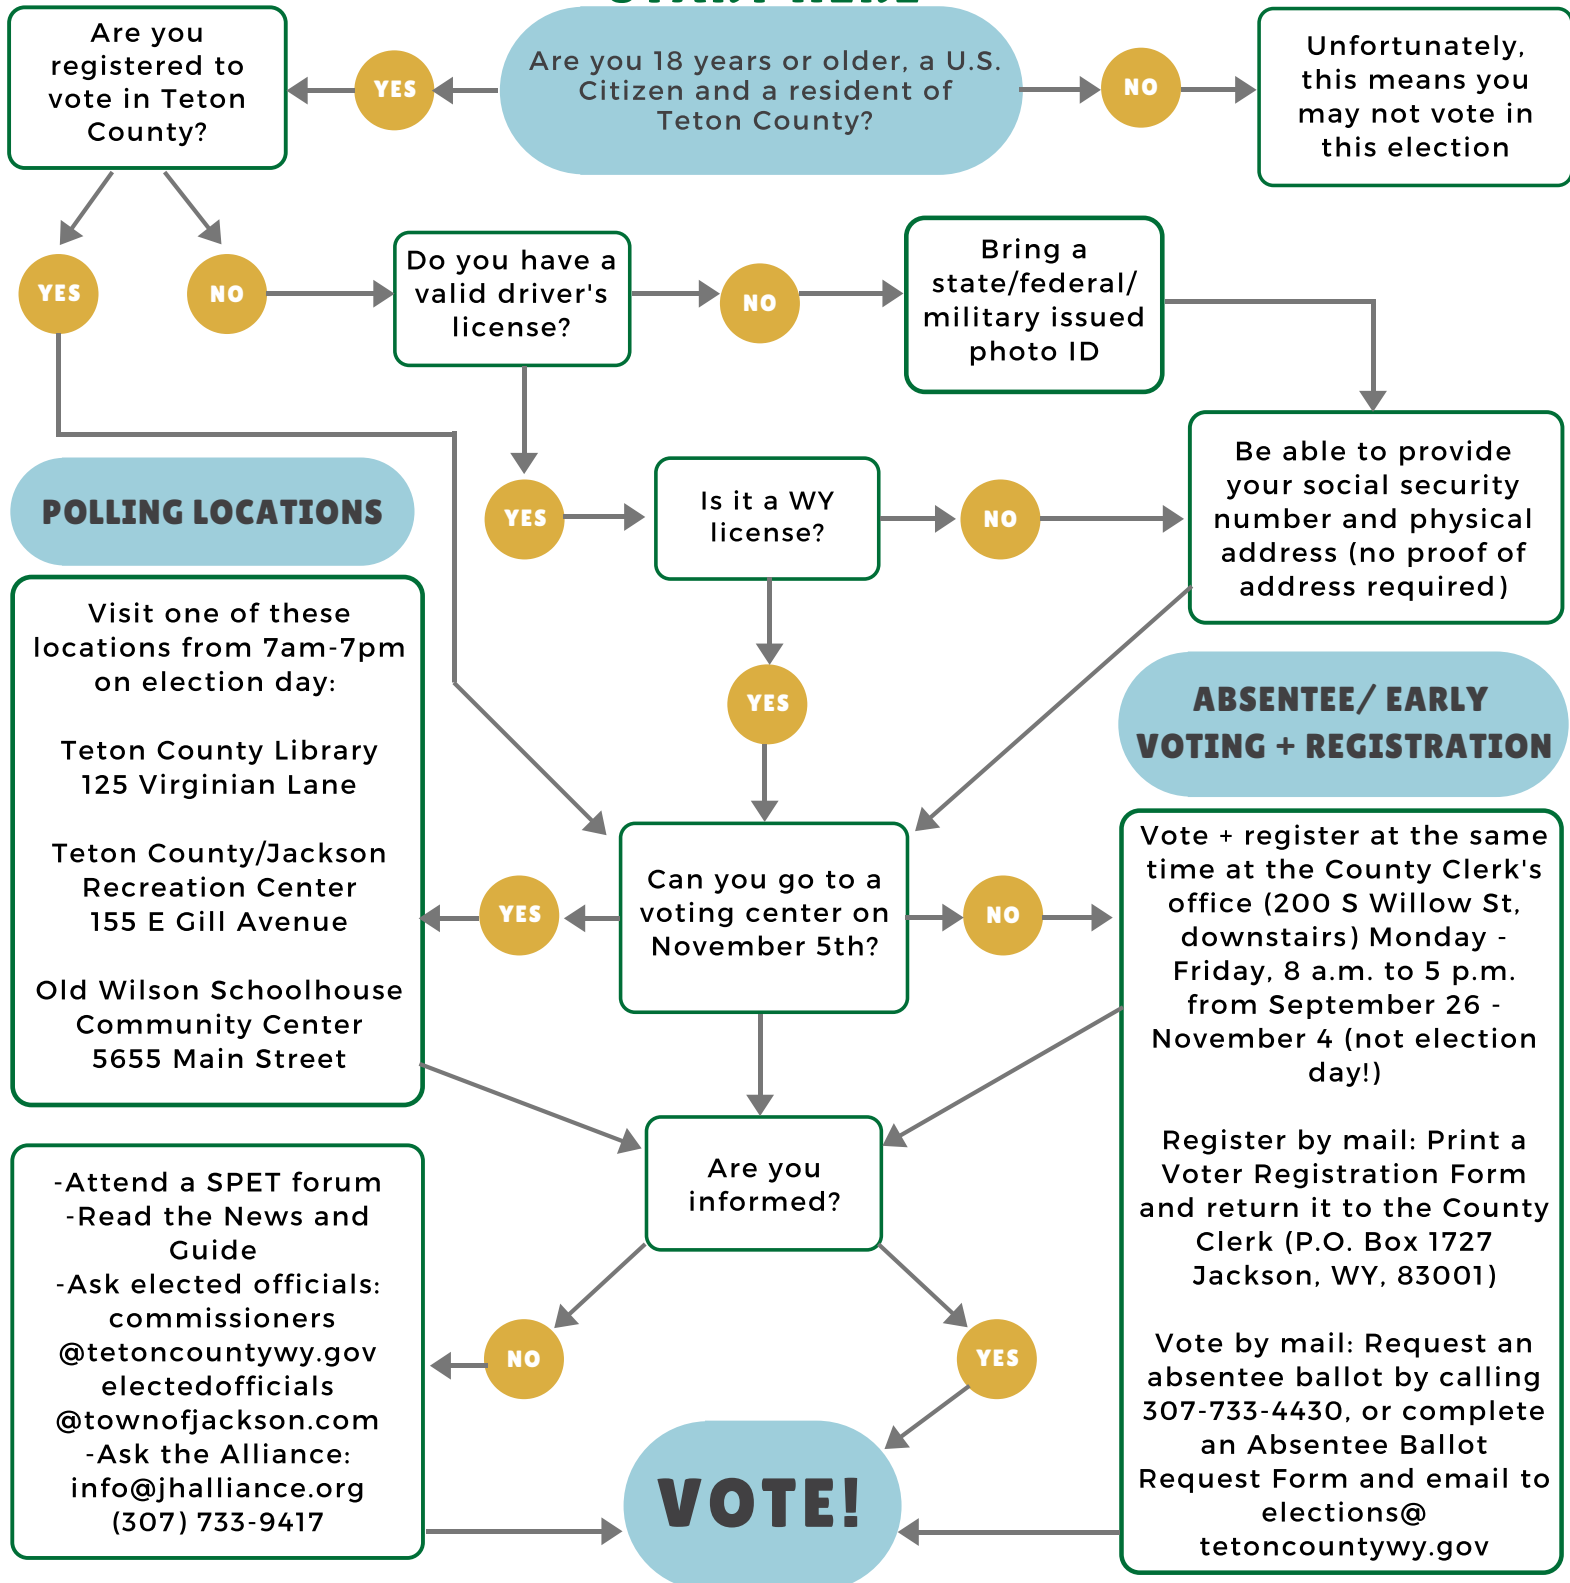 START HERE
Are you 18 years or older, a U.S.
Citizen and a resident of
Teton County?
YES
NO
Are you
registered to
vote in Teton
County?
Unfortunately,
this means you
may not vote in
this election
YES
NO
Do you have a
valid driver's
license?
NO
Bring a
state/federal/
military issued
photo ID
YES
Is it a WY
license?
NO
Be able to provide
your social security
number and physical
address (no proof of
address required)
YES
POLLING LOCATIONS
Visit one of these
locations from 7am-7pm
on election day:
Teton County Library
125 Virginian Lane
Teton County/Jackson
Recreation Center
155 E Gill Avenue
Old Wilson Schoolhouse
Community Center
5655 Main Street
YES
Can you go to a
voting center on
November 5th?
NO
ABSENTEE/ EARLY
VOTING + REGISTRATION
Vote + register at the same
time at the County Clerk's
office (200 S Willow St,
downstairs) Monday -
Friday, 8 a.m. to 5 p.m.
from September 26 -
November 4 (not election
day!)
Register by mail: Print a
Voter Registration Form
and return it to the County
Clerk (P.O. Box 1727
Jackson, WY, 83001)
Vote by mail: Request an
absentee ballot by calling
307-733-4430, or complete
an Absentee Ballot
Request Form and email to
elections@
tetoncountywy.gov
Are you
informed?
NO
YES
-Attend a SPET forum
-Read the News and
Guide
-Ask elected officials:
commissioners
@tetoncountywy.gov
electedofficials
@townofjackson.com
-Ask the Alliance:
info@jhalliance.org
(307) 733-9417
VOTE!